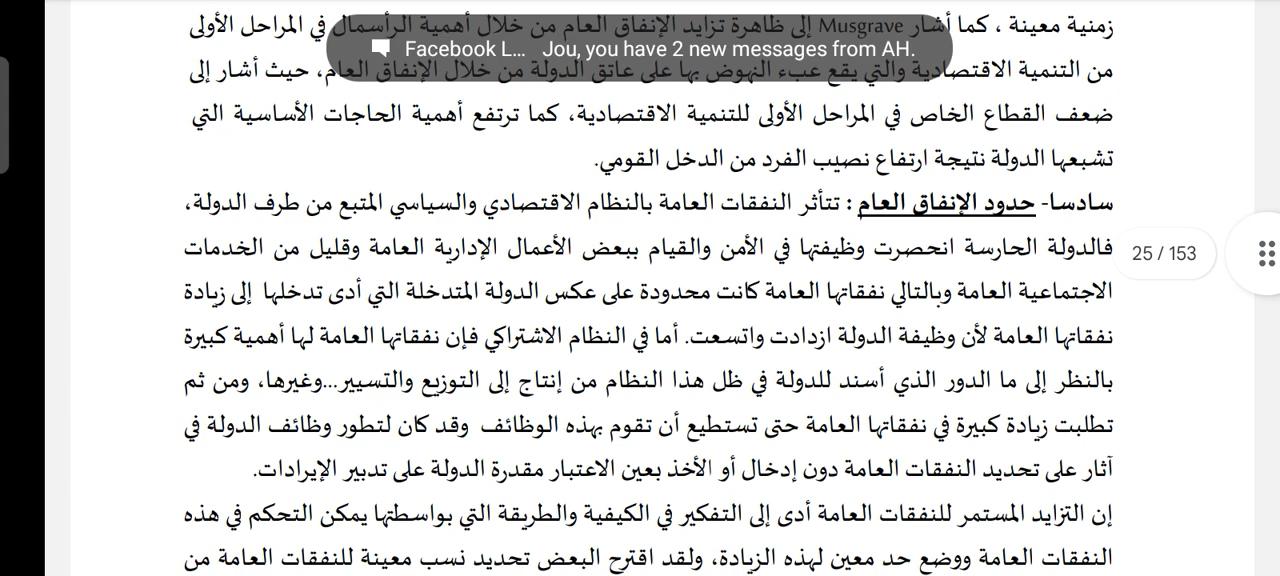 زمنية معينة ، كما أشار Musgrave إلى ظاهرة تزايد الإنفاق العام من خلال أهمية الرأسمال في المراحل الأولى
Facebook L... Jou, you have 2 new messages from AH.
من التنمية الاقتصادية والتي يقع عبء النهوض بها على عاتق الدولة من خلال الإنفاق العام، حيث أشار إلى
ضعف القطاع الخاص في المراحل الأولى للتنمية الاقتصادية، كما ترتفع أهمية الحاجات الأساسية التي
تشبعها الدولة نتيجة ارتفاع نصيب الفرد من الدخل القومي.
سادسا- حدود الإنفاق العام : تتأثر النفقات العامة بالنظام الاقتصادي والسياسي المتبع من طرف الدولة،
فالدولة الحارسة انحصرت وظيفتها في الأمن والقيام ببعض الأعمال الإدارية العامة وقليل من الخدمات
25 / 153
الاجتماعية العامة وبالتالي نفقاتها العامة كانت محدودة على عكس الدولة المتدخلة التي أدى تدخلها إلى زيادة
نفقاتها العامة لأن وظيفة الدولة ازدادت واتسعت. أما في النظام الاشتراكي فإن نفقاتها العامة لها أهمية كبيرة
بالنظر إلى ما الدور الذي أسند للدولة في ظل هذا النظام من إنتاج إلى التوزيع والتسيير...وغيرها، ومن ثم
تطلبت زيادة كبيرة في نفقاتها العامة حتى تستطيع أن تقوم بهذه الوظائف وقد كان لتطور وظائف الدولة في
آثار على تحديد النفقات العامة دون إدخال أو الأخذ بعين الاعتبار مقدرة الدولة على تدبير الإيرادات.
إن التزايد المستمر للنفقات العامة أدى إلى التفكير في الكيفية والطريقة التي بواسطتها يمكن التحكم في هذه
النفقات العامة ووضع حد معين لهذه الزيادة، ولقد اقترح البعض تحديد نسب معينة للنفقات العامة من